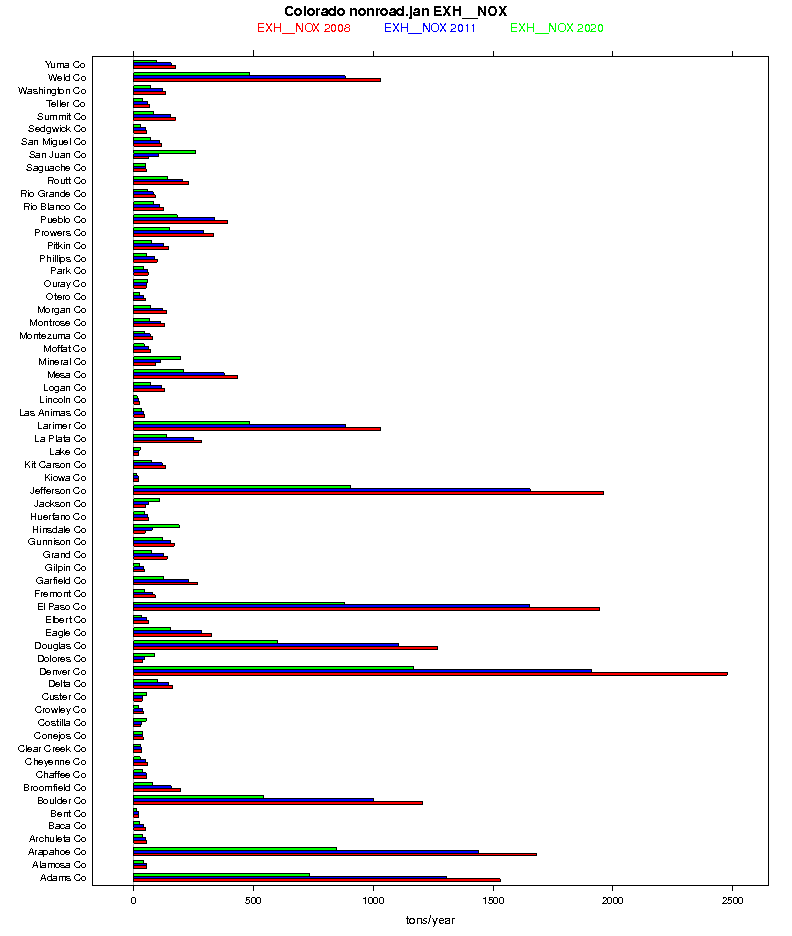 Colorado nonroad.jan EXH__NOX
EXH__NOX 2008 EXH__NOX 2011 EXH__NOX 2020
Yuma Co
Weld Co
Washington Co
Teller Co
Summit Co
Sedgwick Co
San Miguel Co
San Juan Co
Saguache Co
Routt Co
Rio Grande Co
Rio Blanco Co
Pueblo Co
Prowers Co
Pitkin Co
Phillips Co
Park Co
Ouray Co
Otero Co
Morgan Co
Montrose Co
Montezuma Co
Moffat Co
Mineral Co
Mesa Co
Logan Co
Lincoln Co
Las Animas Co
Larimer Co
La Plata Co
Lake Co
Kit Carson Co
Kiowa Co
Jefferson Co
Jackson Co
Huerfano Co
Hinsdale Co
Gunnison Co
Grand Co
Gilpin Co
Garfield Co
Fremont Co
El Paso Co
Elbert Co
Eagle Co
Douglas Co
Dolores Co
Denver Co
Delta Co
Custer Co
Crowley Co
Costilla Co
Conejos Co
Clear Creek Co
Cheyenne Co
Chaffee Co
Broomfield Co
Boulder Co
Bent Co
Baca Co
Archuleta Co
Arapahoe Co
Alamosa Co
Adams Co
0 500 1000 1500 2000 2500
tons/year